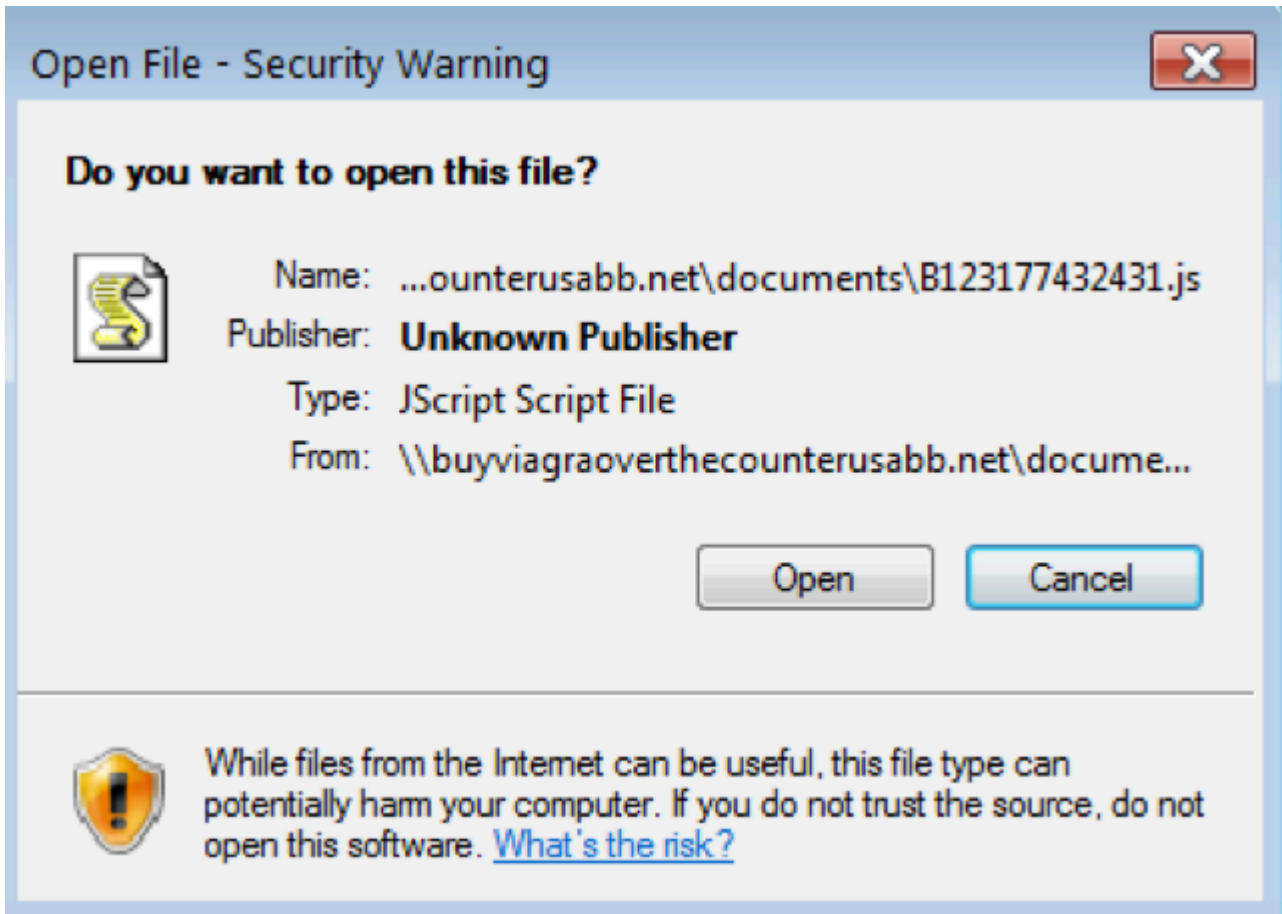 Open File - Security Warning
Do you want to open this file?
Name: ...ounterusabb.net\documents\B123177432431.js
Publisher: Unknown Publisher
Type: JScript Script File
From: \\buyviagraoverthecounterusabb.net\docume...
Open Cancel
While files from the Internet can be useful, this file type can
potentially harm your computer. If you do not trust the source, do not
open this software. What's the risk?